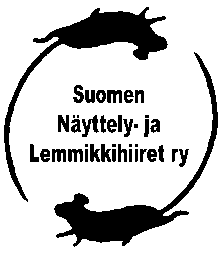 Suomen
Näyttely- ja
Lemmikkihiiret ry